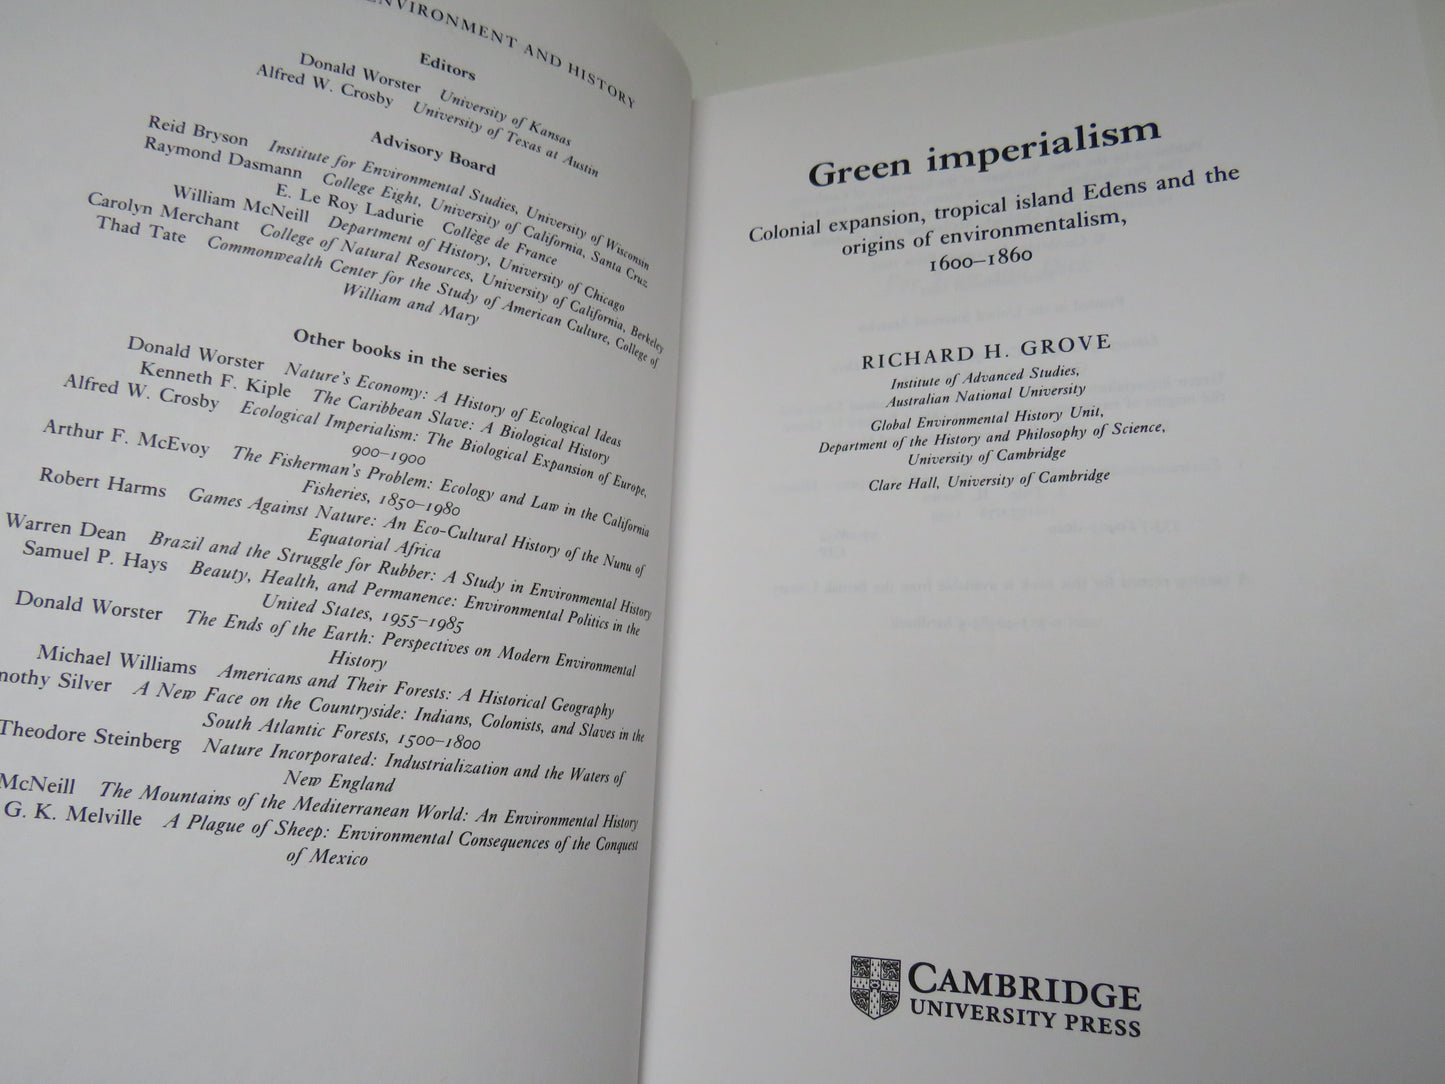 ENVIRONMENT AND HISTORY
Editors
Donald Worster University of Kansas
Alfred W. Crosby University of Texas at Austin
Advisory Board
Reid Bryson Institute for Environmental Studies, University of Wisconsin
Raymond Dasmann College Eight, University of California, Santa Cruz
E. Le Roy Ladurie Collège de France
William McNeill Department of History, University of Chicago
Carolyn Merchant College of Natural Resources, University of California, Berkeley
Thad Tate Commonwealth Center for the Study of American Culture, College of
William and Mary
Other books in the series
Donald Worster Nature's Economy: A History of Ecological Ideas
Kenneth F. Kiple The Caribbean Slave: A Biological History
Alfred W. Crosby Ecological Imperialism: The Biological Expansion of Europe,
900–1900
Arthur F. McEvoy The Fisherman's Problem: Ecology and Law in the California
Fisheries, 1850–1980
Robert Harms Games Against Nature: An Eco-Cultural History of the Nunu of
Equatorial Africa
Warren Dean Brazil and the Struggle for Rubber: A Study in Environmental History
Samuel P. Hays Beauty, Health, and Permanence: Environmental Politics in the
United States, 1955–1985
Donald Worster The Ends of the Earth: Perspectives on Modern Environmental
History
Michael Williams Americans and Their Forests: A Historical Geography
mothy Silver A New Face on the Countryside: Indians, Colonists, and Slaves in the
South Atlantic Forests, 1500–1800
Theodore Steinberg Nature Incorporated: Industrialization and the Waters of
New England
McNeill The Mountains of the Mediterranean World: An Environmental History
G. K. Melville A Plague of Sheep: Environmental Consequences of the Conquest
of Mexico
Green imperialism
Colonial expansion, tropical island Edens and the
origins of environmentalism,
1600–1860
RICHARD H. GROVE
Institute of Advanced Studies,
Australian National University
Global Environmental History Unit,
Department of the History and Philosophy of Science,
University of Cambridge
Clare Hall, University of Cambridge
CAMBRIDGE
UNIVERSITY PRESS